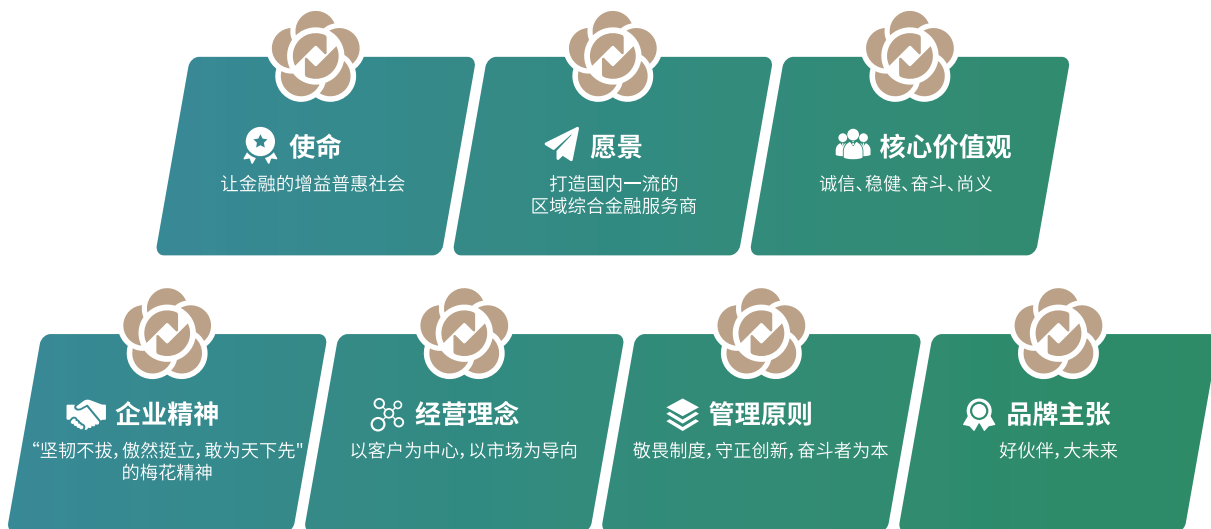 使命
让金融的增益普惠社会
愿景
打造国内一流的
区域综合金融服务商
核心价值观
诚信、稳健、奋斗、尚义
企业精神
“坚韧不拔，傲然挺立，敢为天下先"
的梅花精神
经营理念
以客户为中心，以市场为导向
管理原则
敬畏制度，守正创新，奋斗者为本
品牌主张
好伙伴，大未来